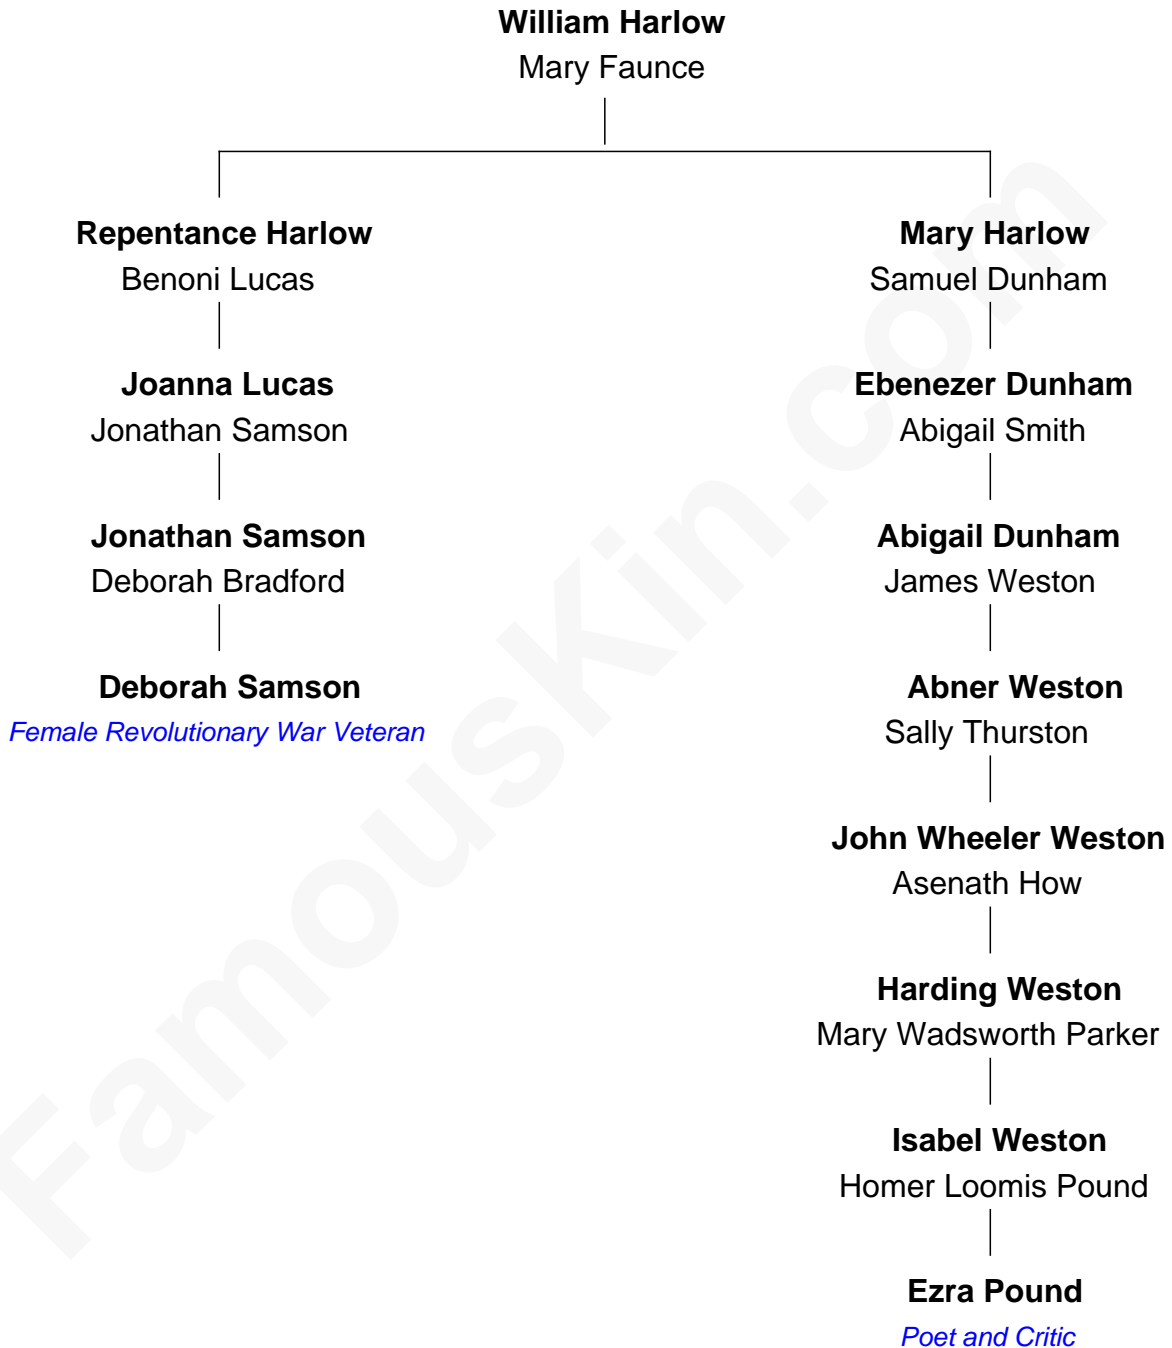 William Harlow
Mary Faunce
Repentance Harlow
Benoni Lucas
Joanna Lucas
Jonathan Samson
Jonathan Samson
Deborah Bradford
Deborah Samson
Female Revolutionary War Veteran
Mary Harlow
Samuel Dunham
Ebenezer Dunham
Abigail Smith
Abigail Dunham
James Weston
Abner Weston
Sally Thurston
John Wheeler Weston
Asenath How
Harding Weston
Mary Wadsworth Parker
Isabel Weston
Homer Loomis Pound
Ezra Pound
Poet and Critic
FamousKin.com